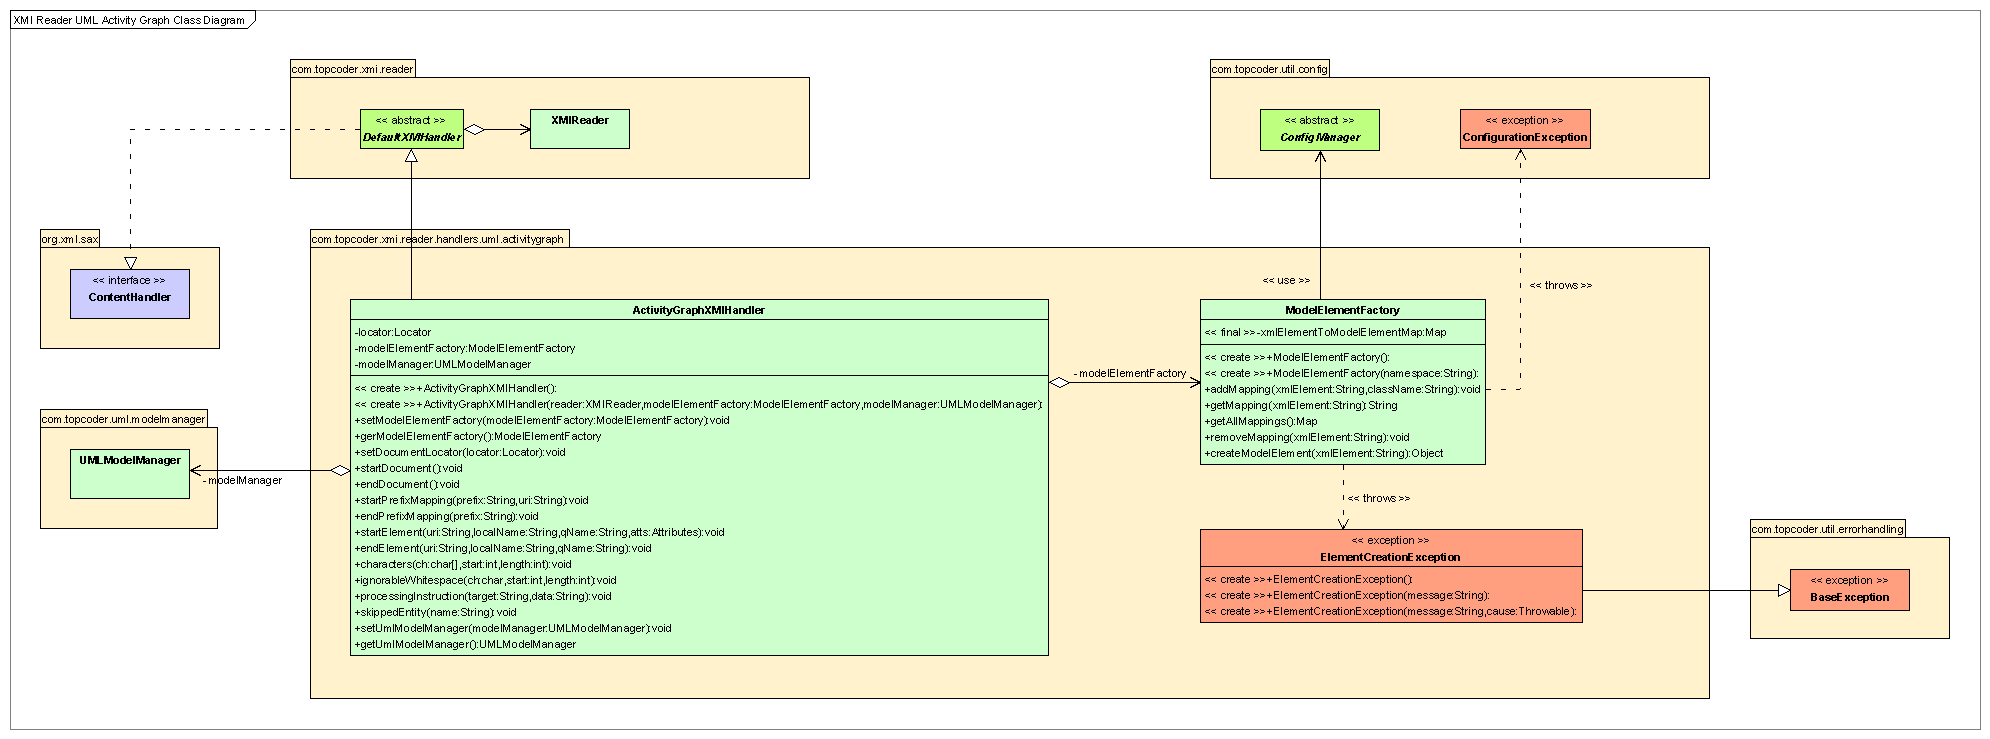 XMI Reader UML Activity Graph Class Diagram
com.topcoder.xmi.reader
<< abstract >>
DefaultXMIHandler
XMIReader
com.topcoder.util.config
<< abstract >>
ConfigManager
<< exception >>
ConfigurationException
org.xml.sax
<< interface >>
ContentHandler
com.topcoder.xmi.reader.handlers.uml.activitygraph
<< use >>
<< throws >>
ActivityGraphXMIHandler
-locator:Locator
-modelElementFactory:ModelElementFactory
-modelManager:UMLModelManager
<< create >>+ActivityGraphXMIHandler():
<< create >>+ActivityGraphXMIHandler(reader:XMIReader,modelElementFactory:ModelElementFactory,modelManager:UMLModelManager):
+setModelElementFactory(modelElementFactory:ModelElementFactory):void
+gerModelElementFactory():ModelElementFactory
+setDocumentLocator(locator:Locator):void
+startDocument():void
+endDocument():void
+startPrefixMapping(prefix:String,uri:String):void
+endPrefixMapping(prefix:String):void
+startElement(uri:String,localName:String,qName:String,atts:Attributes):void
+endElement(uri:String,localName:String,qName:String):void
+characters(ch:char[],start:int,length:int):void
+ignorableWhitespace(ch:char,start:int,length:int):void
+processingInstruction(target:String,data:String):void
+skippedEntity(name:String):void
+setUmlModelManager(modelManager:UMLModelManager):void
+getUmlModelManager():UMLModelManager
- modelElementFactory
ModelElementFactory
<< final >>-xmlElementToModelElementMap:Map
<< create >>+ModelElementFactory():
<< create >>+ModelElementFactory(namespace:String):
+addMapping(xmlElement:String,className:String):void
+getMapping(xmlElement:String):String
+getAllMappings():Map
+removeMapping(xmlElement:String):void
+createModelElement(xmlElement:String):Object
com.topcoder.uml.modelmanager
UMLModelManager
- modelManager
<< throws >>
<< exception >>
ElementCreationException
<< create >>+ElementCreationException():
<< create >>+ElementCreationException(message:String):
<< create >>+ElementCreationException(message:String,cause:Throwable):
com.topcoder.util.errorhandling
<< exception >>
BaseException